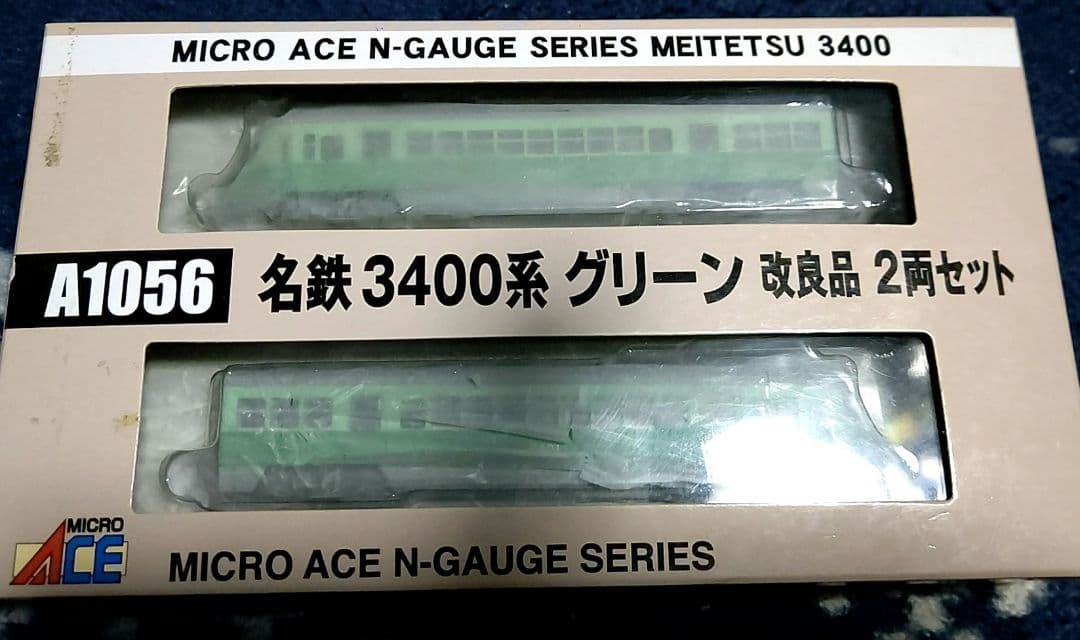 MICRO ACE N-GAUGE SERIES MEITETSU 3400
A1056 名鉄3400系 グリーン 改良品 2両セット
MICRO ACE
MICRO ACE N-GAUGE SERIES